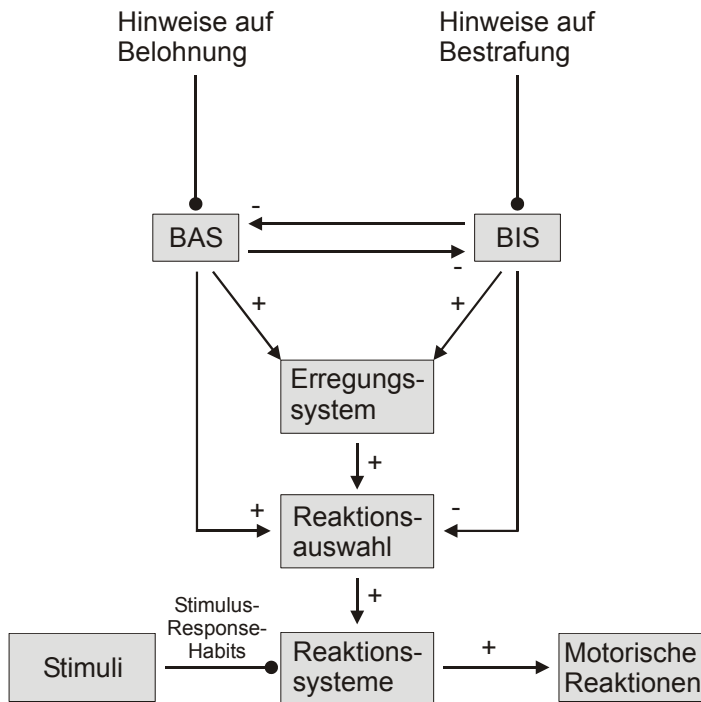 Hinweise auf
Belohnung
Hinweise auf
Bestrafung
-
BAS
BIS
-
+
+
Erregungs-
system
+
+
Reaktions-
auswahl
-
+
Stimulus-
Response-
Habits
Stimuli
Reaktions-
systeme
+
Motorische
Reaktionen